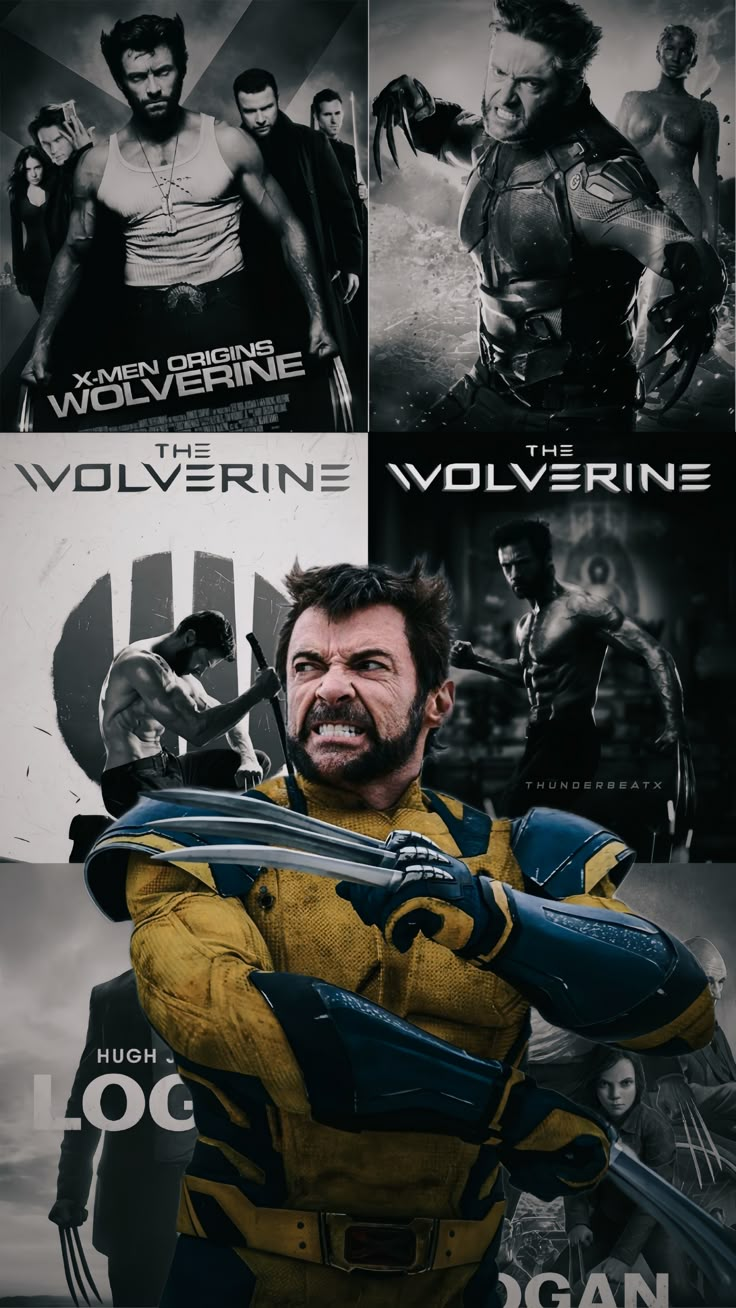 X-MEN ORIGINS
WOLVERINE
THE
WOLVERINE
THE
WOLVERINE
THUNDERBEATX
HUGH J
LOG
OGAN